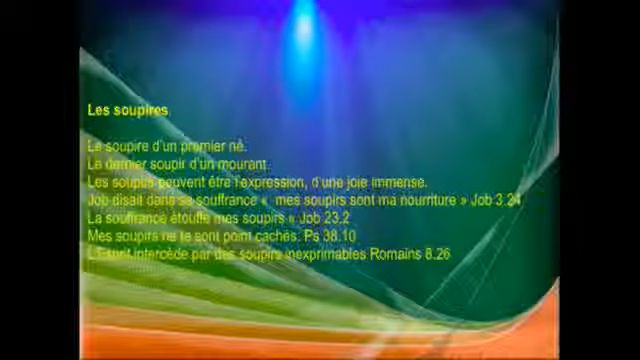 Les soupires
Le soupire d'un premier né.
Le dernier soupir d'un mourant.
Les soupirs peuvent être l'expression, d'une joie immense.
Job disait dans sa souffrance « mes soupirs sont ma nourriture » Job 3.24
La souffrance étouffe mes soupirs » Job 23.2
Mes soupirs ne te sont point cachés. Ps 38.10
L'Esprit intercède par des soupirs inexprimables Romains 8.26